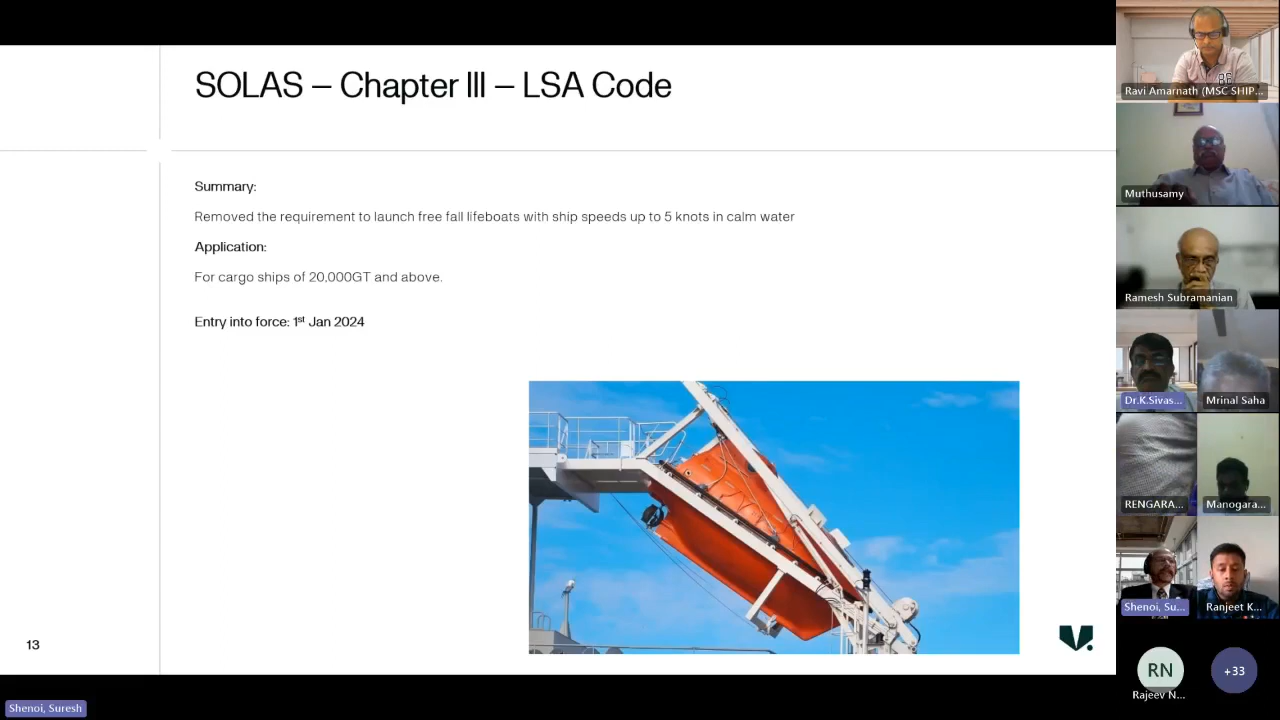 SOLAS – Chapter III – LSA Code
Summary:
Removed the requirement to launch free fall lifeboats with ship speeds up to 5 knots in calm water
Application:
For cargo ships of 20,000GT and above.
Entry into force: 1st Jan 2024
13
Shenoi, Suresh
Ravi Amarnath (MSC SHIP...
Muthusamy
Ramesh Subramanian
Dr.K.Sivas...
Mrinal Saha
RENGARA...
Manogara...
Shenoi, Su...
Ranjeet K...
RN
Rajeev N...
+33